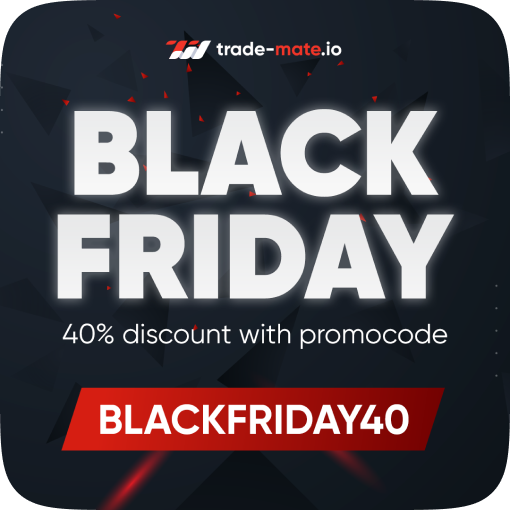 trade-mate.io
BLACK
FRIDAY
40% discount with promocode
BLACKFRIDAY40